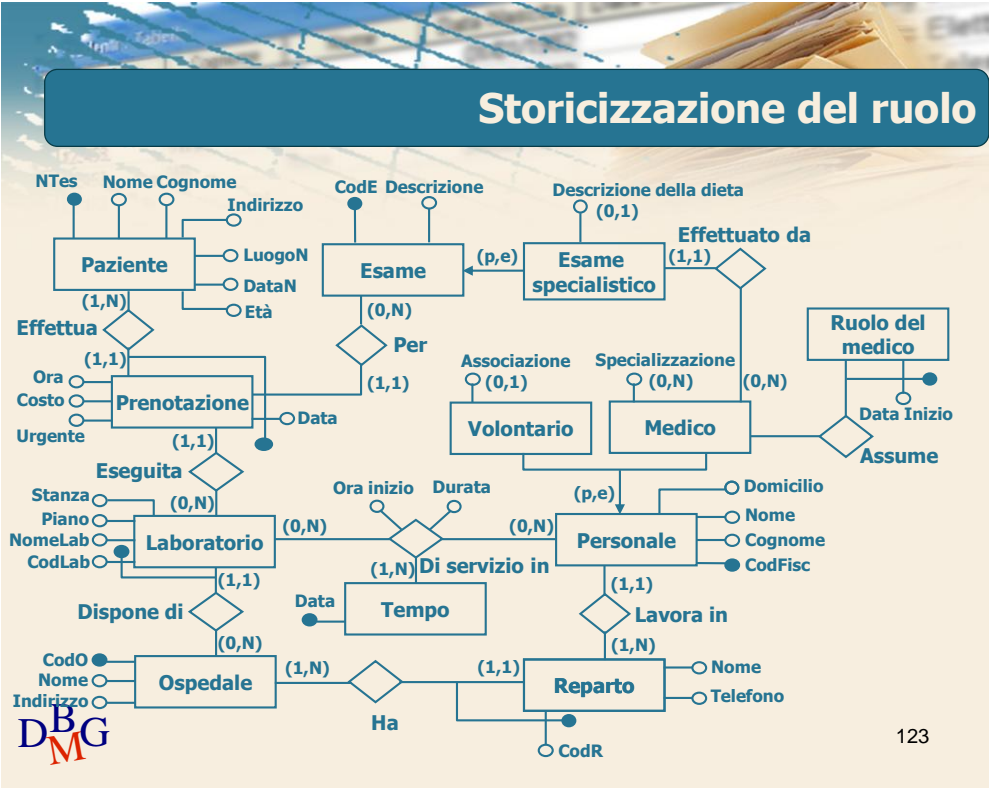 Storicizzazione del ruolo
NTes
Nome Cognome
Indirizzo
Paziente
LuogoN
DataN
Età
(1,N)
Effettua
(1,1)
CodE Descrizione
Esame
(p,e)
(0,N)
Per
(1,1)
Descrizione della dieta
(0,1)
Esame
specialistico
(1,1)
Effettuato da
(0,N)
Ruolo del
medico
Data Inizio
Assume
Ora
Costo
Urgente
Prenotazione
Data
(1,1)
Eseguita
(0,N)
Associazione
(0,1)
Volontario
Specializzazione
(0,N)
Medico
(p,e)
Stanza
Piano
NomeLab
CodLab
Laboratorio
(0,N)
Ora inizio
Durata
(0,N)
(1,N)
Di servizio in
Data
Tempo
Personale
Domicilio
Nome
Cognome
CodFisc
(1,1)
Dispone di
(0,N)
(1,1)
Lavora in
(1,N)
CodO
Nome
Indirizzo
Ospedale
(1,N)
Ha
(1,1)
Reparto
Nome
Telefono
CodR
DBMG
123